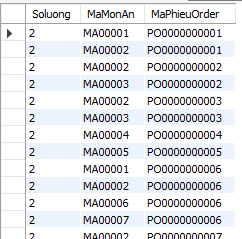 Soluong MaMonAn MaPhieuOrder
2 MA00001 PO0000000001
2 MA00002 PO0000000001
2 MA00002 PO0000000002
2 MA00003 PO0000000002
2 MA00002 PO0000000003
2 MA00003 PO0000000003
2 MA00004 PO0000000004
2 MA00005 PO0000000005
2 MA00001 PO0000000006
2 MA00002 PO0000000006
2 MA00006 PO0000000006
2 MA00007 PO0000000006
2 MA00002 PO0000000007